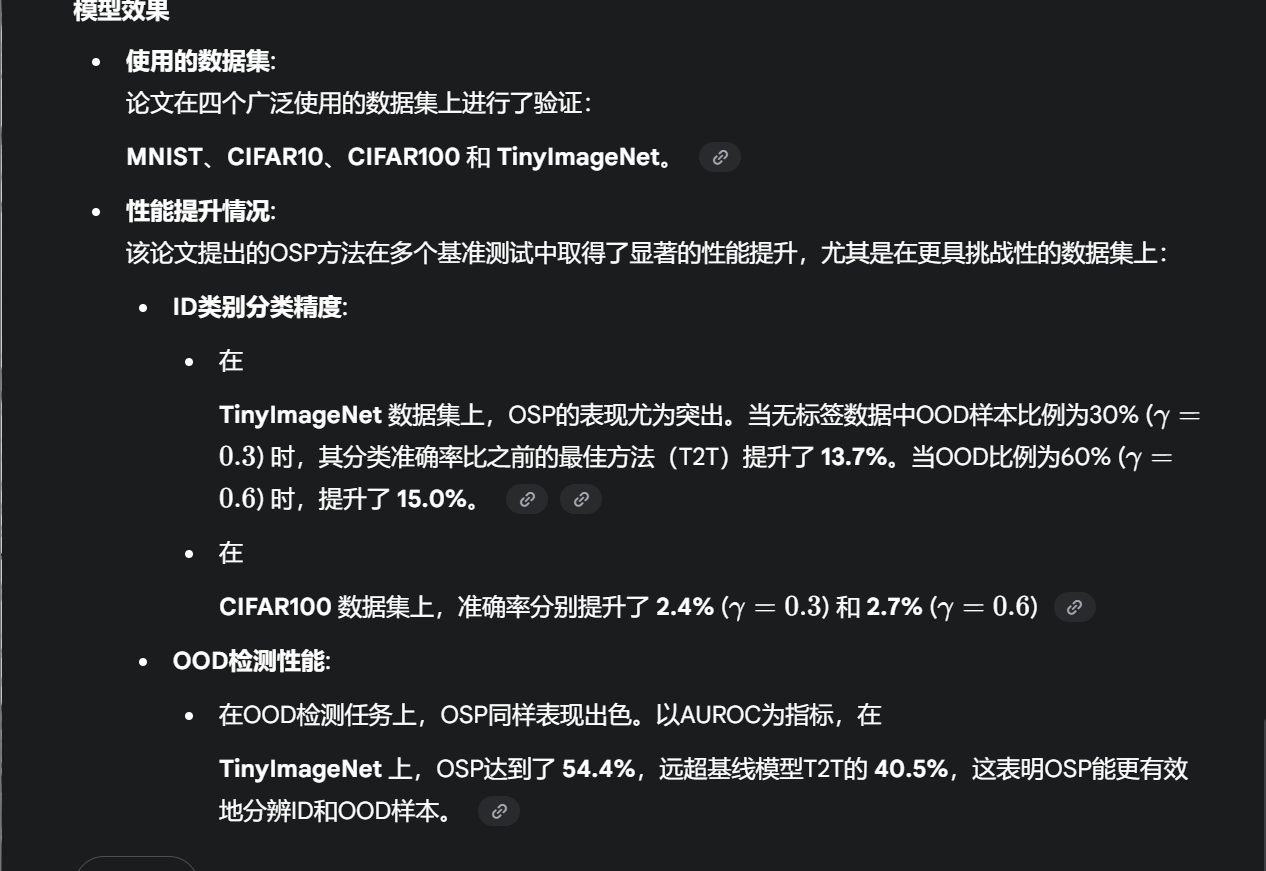 模型效果
使用的数据集:
论文在四个广泛使用的数据集上进行了验证：
MNIST、CIFAR10、CIFAR100 和 TinyImageNet。
性能提升情况:
该论文提出的OSP方法在多个基准测试中取得了显著的性能提升，尤其是在更具挑战性的数据集上：
ID类别分类精度:
在
TinyImageNet 数据集上，OSP的表现尤为突出。当无标签数据中OOD样本比例为30% (γ =
0.3) 时，其分类准确率比之前的最佳方法（T2T）提升了 13.7%。当OOD比例为60% (γ =
0.6) 时，提升了 15.0%。
在
CIFAR100 数据集上，准确率分别提升了 2.4% (γ = 0.3) 和 2.7% (γ = 0.6)
OOD检测性能:
在OOD检测任务上，OSP同样表现出色。以AUROC为指标，在
TinyImageNet 上，OSP达到了 54.4%，远超基线模型T2T的 40.5%，这表明OSP能更有效
地分辨ID和OOD样本。